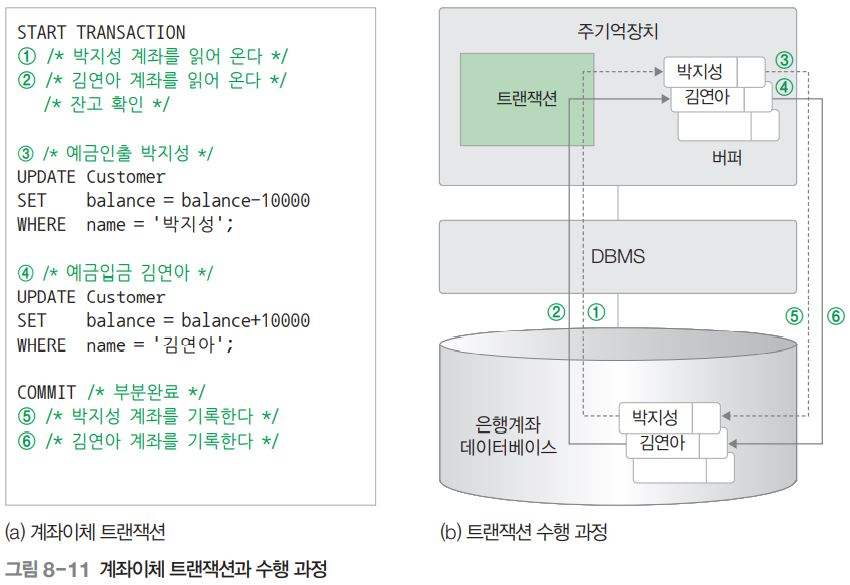 START TRANSACTION
① /* 박지성 계좌를 읽어 온다 */
② /* 김연아 계좌를 읽어 온다 */
/* 잔고 확인 */
③ /* 예금인출 박지성 */
UPDATE Customer
SET balance = balance-10000
WHERE name = '박지성';
④ /* 예금입금 김연아 */
UPDATE Customer
SET balance = balance+10000
WHERE name = '김연아';
COMMIT /* 부분완료 */
⑤ /* 박지성 계좌를 기록한다 */
⑥ /* 김연아 계좌를 기록한다 */
(a) 계좌이체 트랜잭션
주기억장치
트랜잭션
박지성
③
김연아
④
버퍼
DBMS
②
①
⑤
⑥
은행계좌
데이터베이스
박지성
김연아
(b) 트랜잭션 수행 과정
그림 8-11 계좌이체 트랜잭션과 수행 과정